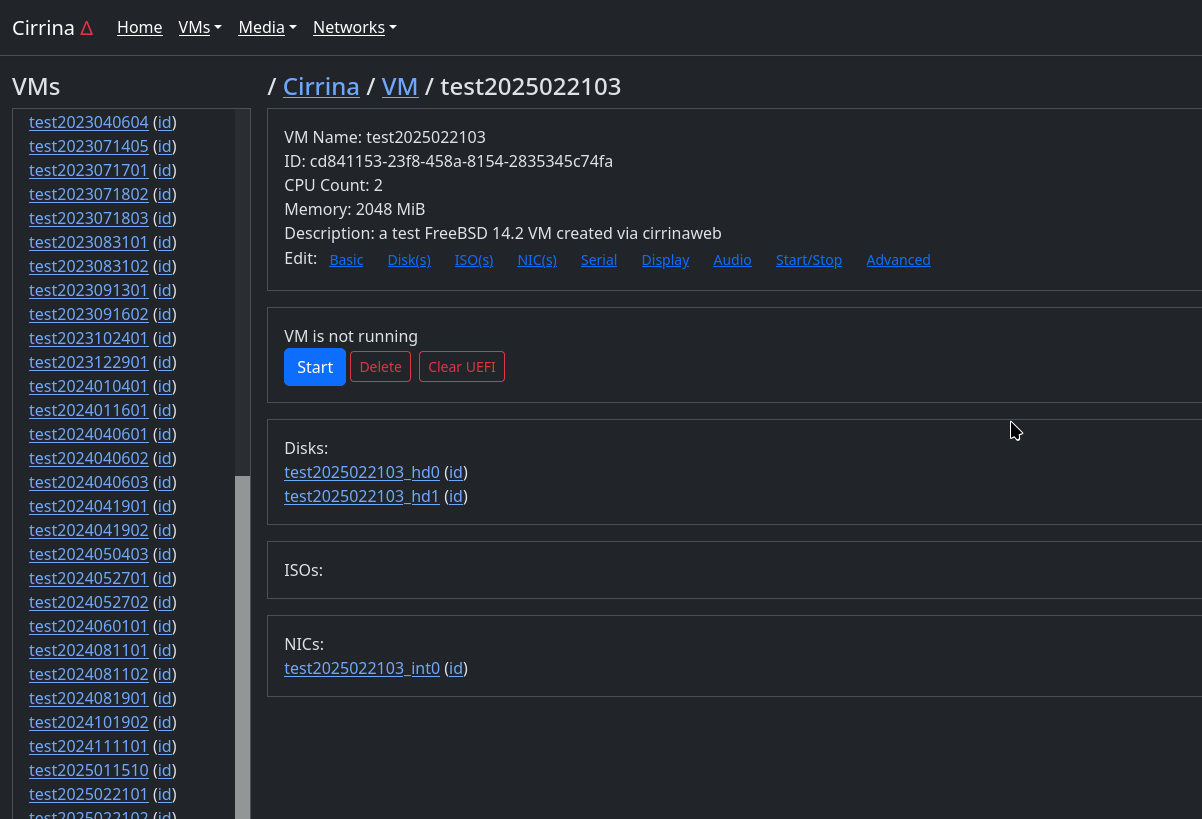 Cirrina Δ Home VMs Media Networks
VMs
test2023040604 (id)
test2023071405 (id)
test2023071701 (id)
test2023071802 (id)
test2023071803 (id)
test2023083101 (id)
test2023083102 (id)
test2023091301 (id)
test2023091602 (id)
test2023102401 (id)
test2023122901 (id)
test2024010401 (id)
test2024011601 (id)
test2024040601 (id)
test2024040602 (id)
test2024040603 (id)
test2024041901 (id)
test2024041902 (id)
test2024050403 (id)
test2024052701 (id)
test2024052702 (id)
test2024060101 (id)
test2024081101 (id)
test2024081102 (id)
test2024081901 (id)
test2024101902 (id)
test2024111101 (id)
test2025011510 (id)
test2025022101 (id)
test2025022102 (id)
/ Cirrina / VM / test2025022103
VM Name: test2025022103
ID: cd841153-23f8-458a-8154-2835345c74fa
CPU Count: 2
Memory: 2048 MiB
Description: a test FreeBSD 14.2 VM created via cirrinaweb
Edit: Basic Disk(s) ISO(s) NIC(s) Serial Display Audio Start/Stop Advanced
VM is not running
Start Delete Clear UEFI
Disks:
test2025022103_hd0 (id)
test2025022103_hd1 (id)
ISOs:
NICs:
test2025022103_int0 (id)